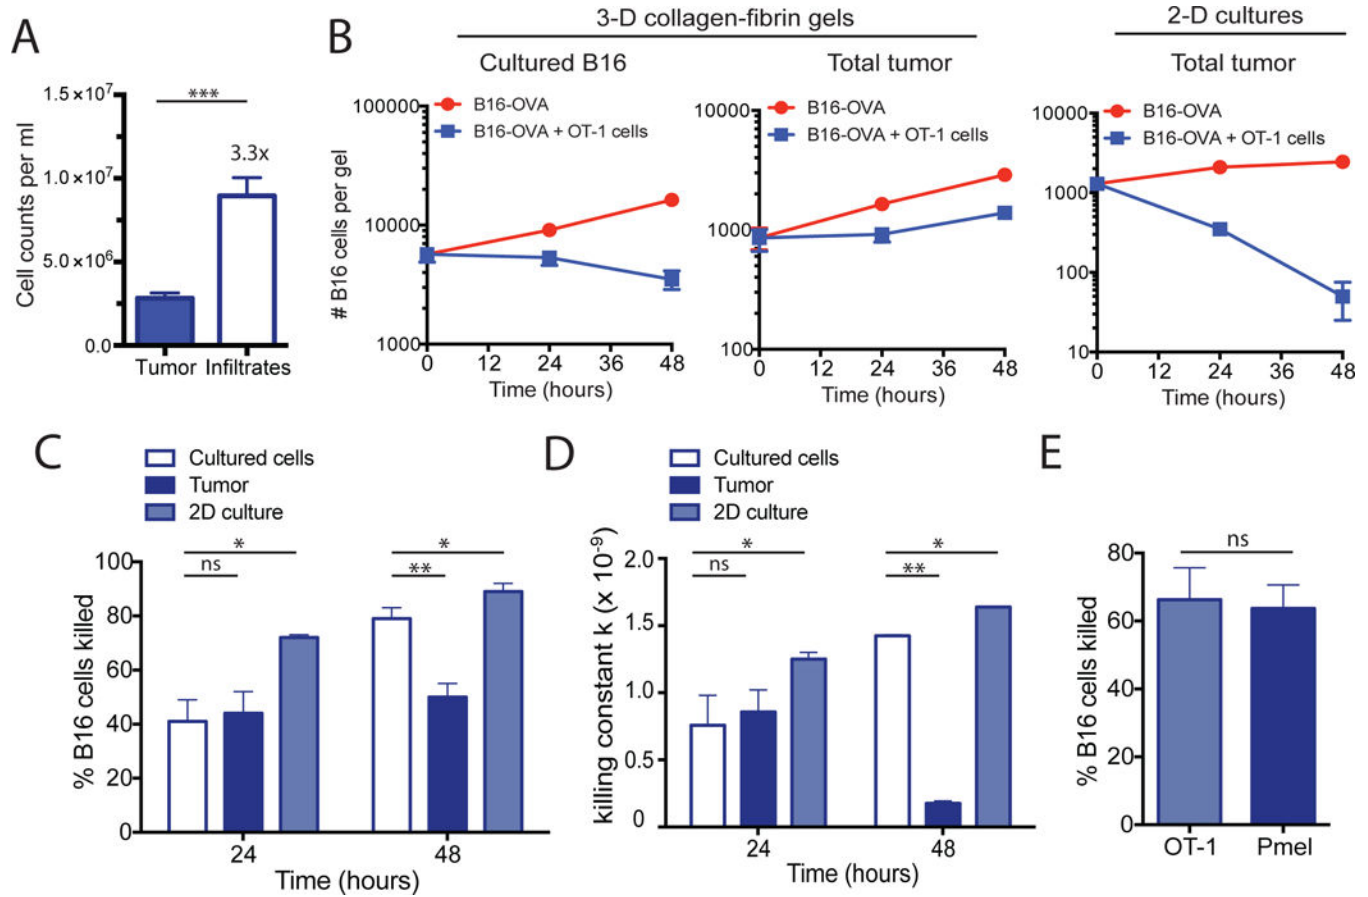 A
Cell counts per ml
1.5×10⁷
1.0×10⁷
5.0×10⁶
0.0
***
3.3x
Tumor Infiltrates
B
3-D collagen-fibrin gels
2-D cultures
Cultured B16
Total tumor
Total tumor
# B16 cells per gel
100000
10000
1000
B16-OVA
B16-OVA + OT-1 cells
0 12 24 36 48
Time (hours)
10000
1000
100
B16-OVA
B16-OVA + OT-1 cells
0 12 24 36 48
Time (hours)
10000
1000
100
10
B16-OVA
B16-OVA + OT-1 cells
0 12 24 36 48
Time (hours)
C
Cultured cells
Tumor
2D culture
% B16 cells killed
100
80
60
40
20
0
*
ns
*
**
24 48
Time (hours)
D
Cultured cells
Tumor
2D culture
killing constant k (x 10⁻⁹)
2.0
1.5
1.0
0.5
0
*
ns
*
**
24 48
Time (hours)
E
% B16 cells killed
80
60
40
20
0
ns
OT-1 Pmel